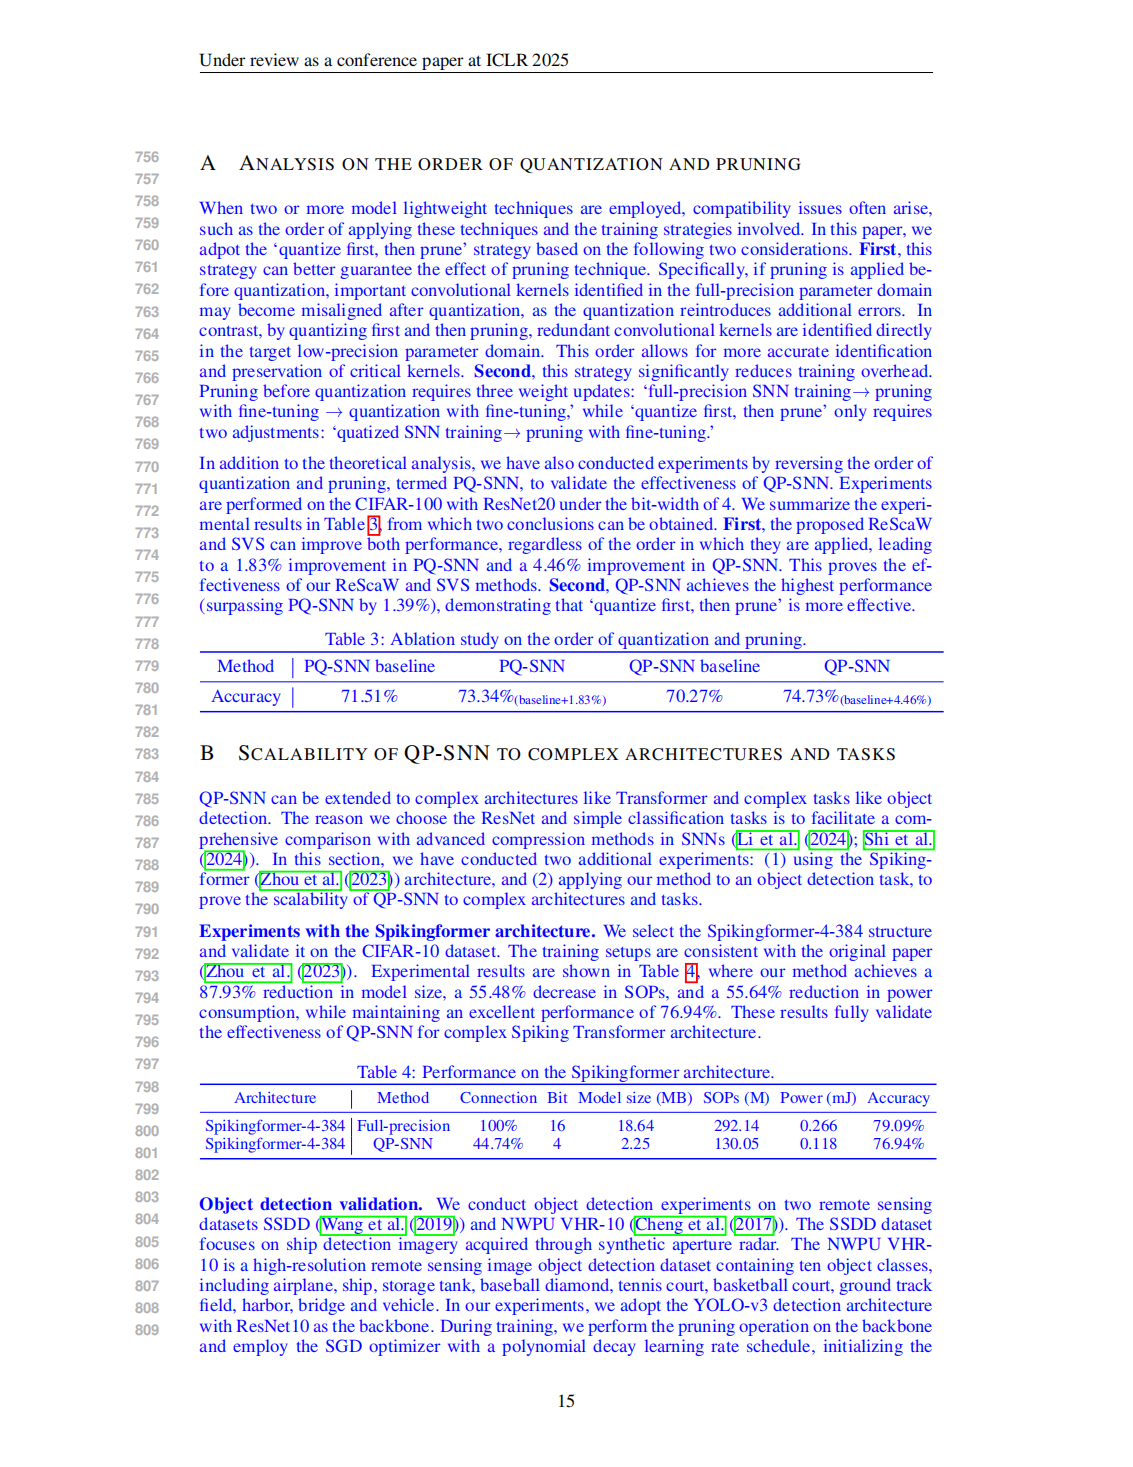 Under review as a conference paper at ICLR 2025
756
757
758
759
760
761
762
763
764
765
766
767
768
769
770
771
772
773
774
775
776
777
778
779
780
781
782
783
784
785
786
787
788
789
790
791
792
793
794
795
796
797
798
799
800
801
802
803
804
805
806
807
808
809
A ANALYSIS ON THE ORDER OF QUANTIZATION AND PRUNING
When two or more model lightweight techniques are employed, compatibility issues often arise,
such as the order of applying these techniques and the training strategies involved. In this paper, we
adpot the ‘quantize first, then prune’ strategy based on the following two considerations. First, this
strategy can better guarantee the effect of pruning technique. Specifically, if pruning is applied be-
fore quantization, important convolutional kernels identified in the full-precision parameter domain
may become misaligned after quantization, as the quantization reintroduces additional errors. In
contrast, by quantizing first and then pruning, redundant convolutional kernels are identified directly
in the target low-precision parameter domain. This order allows for more accurate identification
and preservation of critical kernels. Second, this strategy significantly reduces training overhead.
Pruning before quantization requires three weight updates: ‘full-precision SNN training→ pruning
with fine-tuning → quantization with fine-tuning,’ while ‘quantize first, then prune’ only requires
two adjustments: ‘quatized SNN training→ pruning with fine-tuning.’
In addition to the theoretical analysis, we have also conducted experiments by reversing the order of
quantization and pruning, termed PQ-SNN, to validate the effectiveness of QP-SNN. Experiments
are performed on the CIFAR-100 with ResNet20 under the bit-width of 4. We summarize the experi-
mental results in Table 3, from which two conclusions can be obtained. First, the proposed ReScaW
and SVS can improve both performance, regardless of the order in which they are applied, leading
to a 1.83% improvement in PQ-SNN and a 4.46% improvement in QP-SNN. This proves the ef-
fectiveness of our ReScaW and SVS methods. Second, QP-SNN achieves the highest performance
(surpassing PQ-SNN by 1.39%), demonstrating that ‘quantize first, then prune’ is more effective.
Table 3: Ablation study on the order of quantization and pruning.
Method PQ-SNN baseline PQ-SNN QP-SNN baseline QP-SNN
Accuracy 71.51% 73.34%(baseline+1.83%) 70.27% 74.73%(baseline+4.46%)
B SCALABILITY OF QP-SNN TO COMPLEX ARCHITECTURES AND TASKS
QP-SNN can be extended to complex architectures like Transformer and complex tasks like object
detection. The reason we choose the ResNet and simple classification tasks is to facilitate a com-
prehensive comparison with advanced compression methods in SNNs (Li et al. (2024); Shi et al.
(2024)). In this section, we have conducted two additional experiments: (1) using the Spiking-
former (Zhou et al. (2023)) architecture, and (2) applying our method to an object detection task, to
prove the scalability of QP-SNN to complex architectures and tasks.
Experiments with the Spikingformer architecture. We select the Spikingformer-4-384 structure
and validate it on the CIFAR-10 dataset. The training setups are consistent with the original paper
(Zhou et al. (2023)). Experimental results are shown in Table 4, where our method achieves a
87.93% reduction in model size, a 55.48% decrease in SOPs, and a 55.64% reduction in power
consumption, while maintaining an excellent performance of 76.94%. These results fully validate
the effectiveness of QP-SNN for complex Spiking Transformer architecture.
Table 4: Performance on the Spikingformer architecture.
Architecture Method Connection Bit Model size (MB) SOPs (M) Power (mJ) Accuracy
Spikingformer-4-384 Full-precision 100% 16 18.64 292.14 0.266 79.09%
Spikingformer-4-384 QP-SNN 44.74% 4 2.25 130.05 0.118 76.94%
Object detection validation. We conduct object detection experiments on two remote sensing
datasets SSDD (Wang et al. (2019)) and NWPU VHR-10 (Cheng et al. (2017)). The SSDD dataset
focuses on ship detection imagery acquired through synthetic aperture radar. The NWPU VHR-
10 is a high-resolution remote sensing image object detection dataset containing ten object classes,
including airplane, ship, storage tank, baseball diamond, tennis court, basketball court, ground track
field, harbor, bridge and vehicle. In our experiments, we adopt the YOLO-v3 detection architecture
with ResNet10 as the backbone. During training, we perform the pruning operation on the backbone
and employ the SGD optimizer with a polynomial decay learning rate schedule, initializing the
15